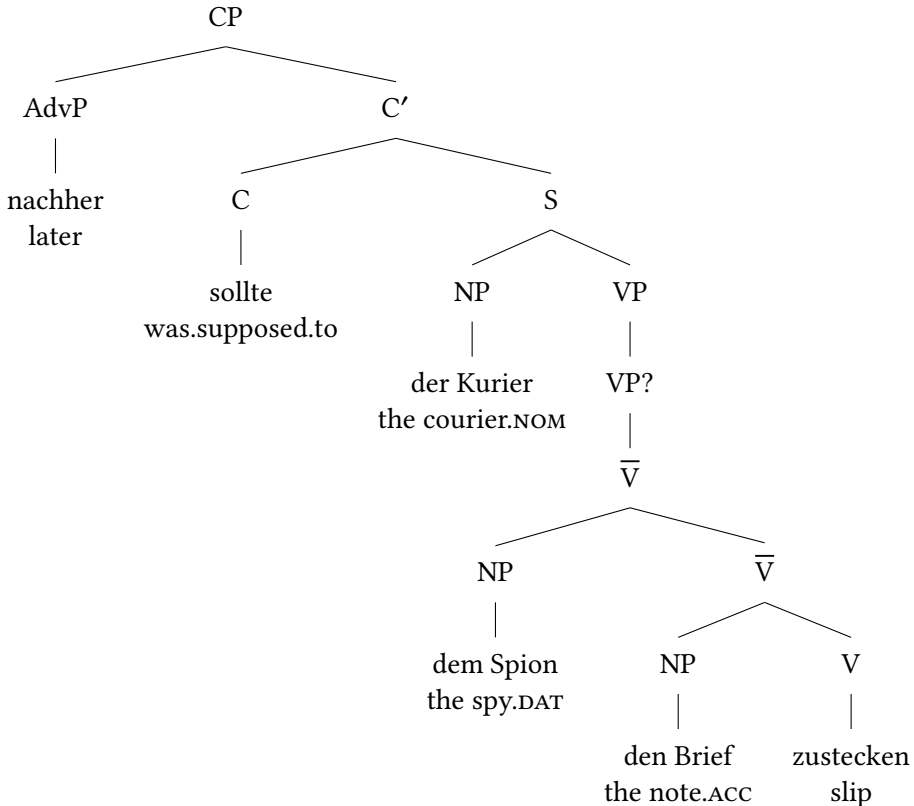 CP
AdvP C′
nachher
later
C S
sollte
was.supposed.to
NP VP
der Kurier
the courier.NOM
VP?
V̅
NP V̅
dem Spion
the spy.DAT
NP V
den Brief
the note.ACC
zustecken
slip